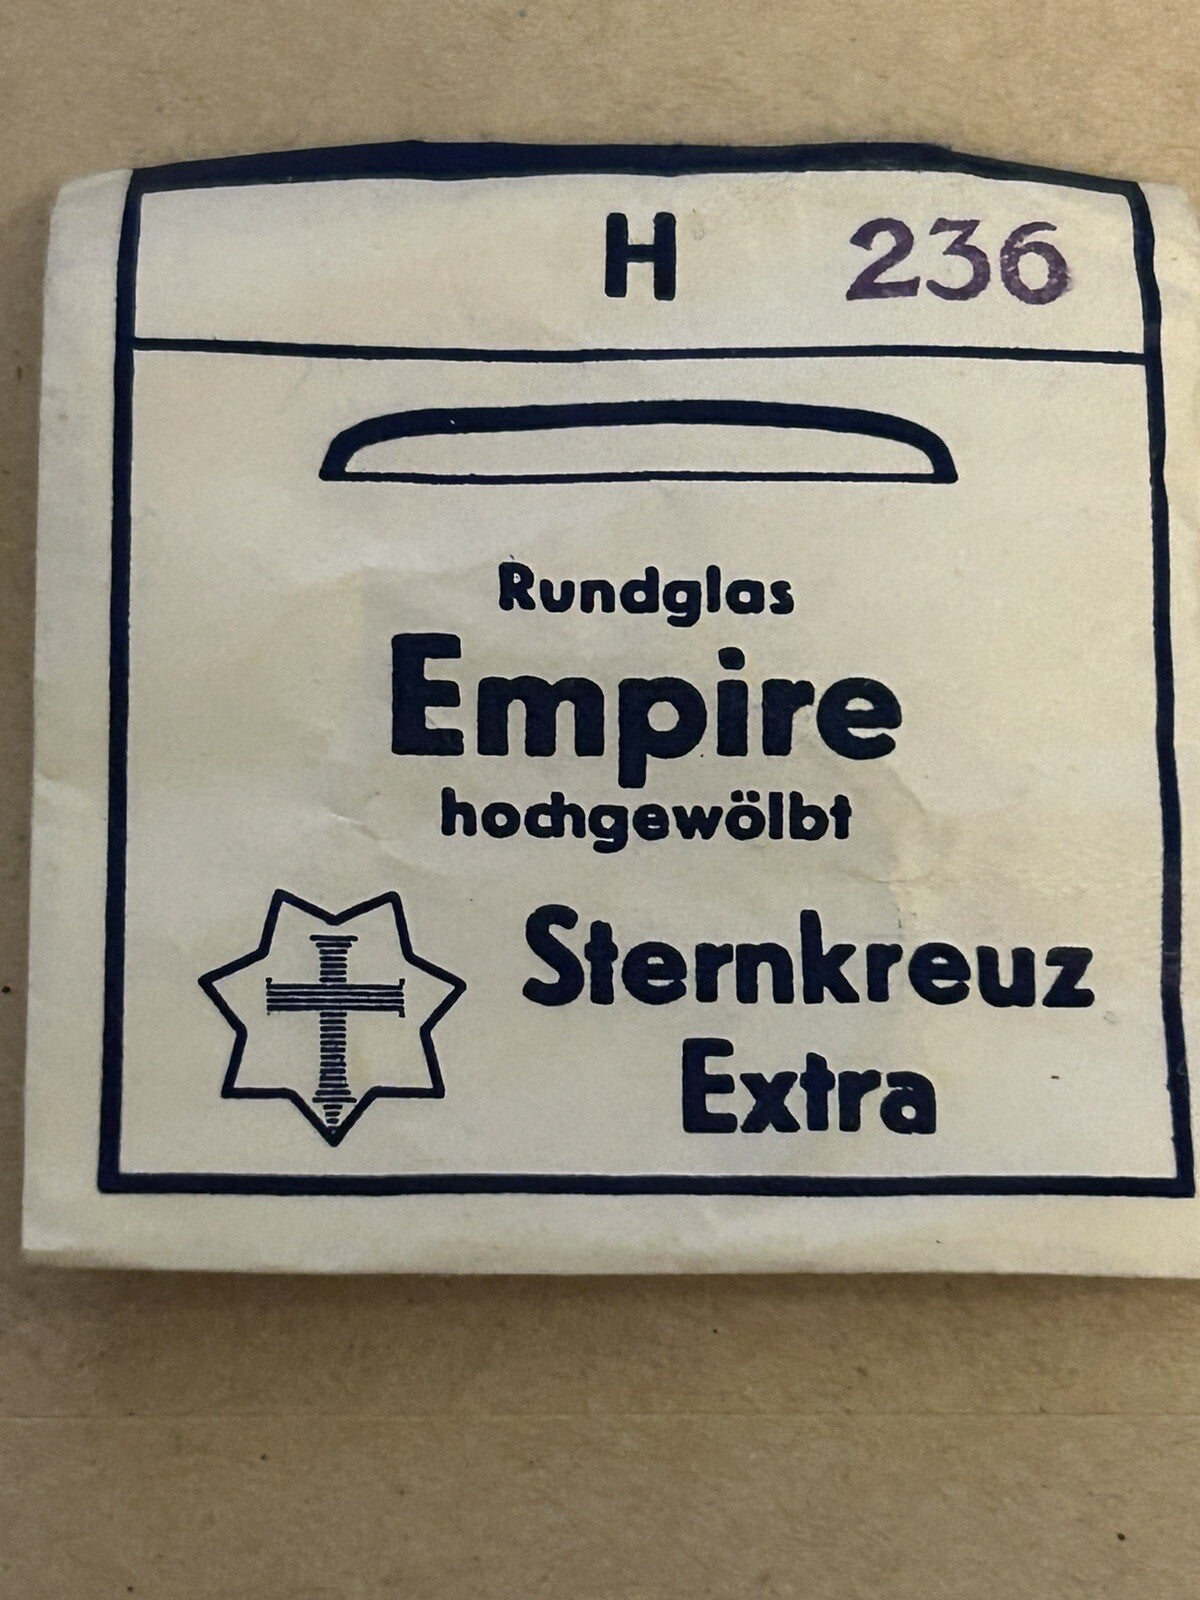 H 236
Rundglas
Empire
hochgewölbt
Sternkreuz
Extra